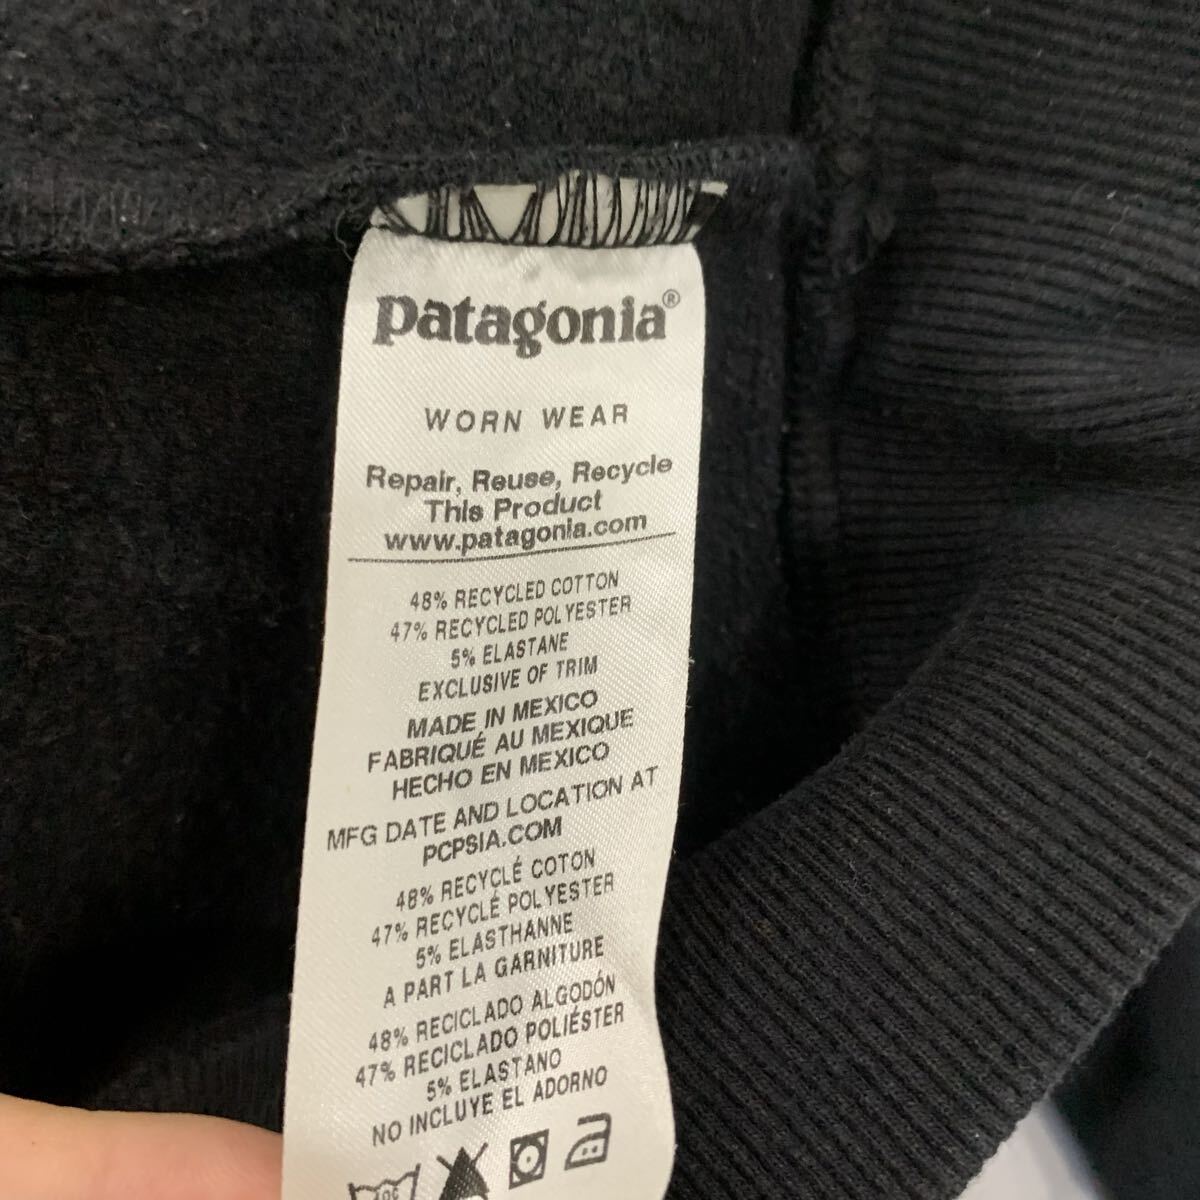 patagonia®
WORN WEAR
Repair, Reuse, Recycle
This Product
www.patagonia.com
48% RECYCLED COTTON
47% RECYCLED POLYESTER
5% ELASTANE
EXCLUSIVE OF TRIM
MADE IN MEXICO
FABRIQUÉ AU MEXIQUE
HECHO EN MEXICO
MFG DATE AND LOCATION AT
PCPSIA.COM
48% RECYCLÉ COTON
47% RECYCLÉ POLYESTER
5% ELASTHANNE
A PART LA GARNITURE
48% RECICLADO ALGODÓN
47% RECICLADO POLIÉSTER
5% ELASTANO
NO INCLUYE EL ADORNO